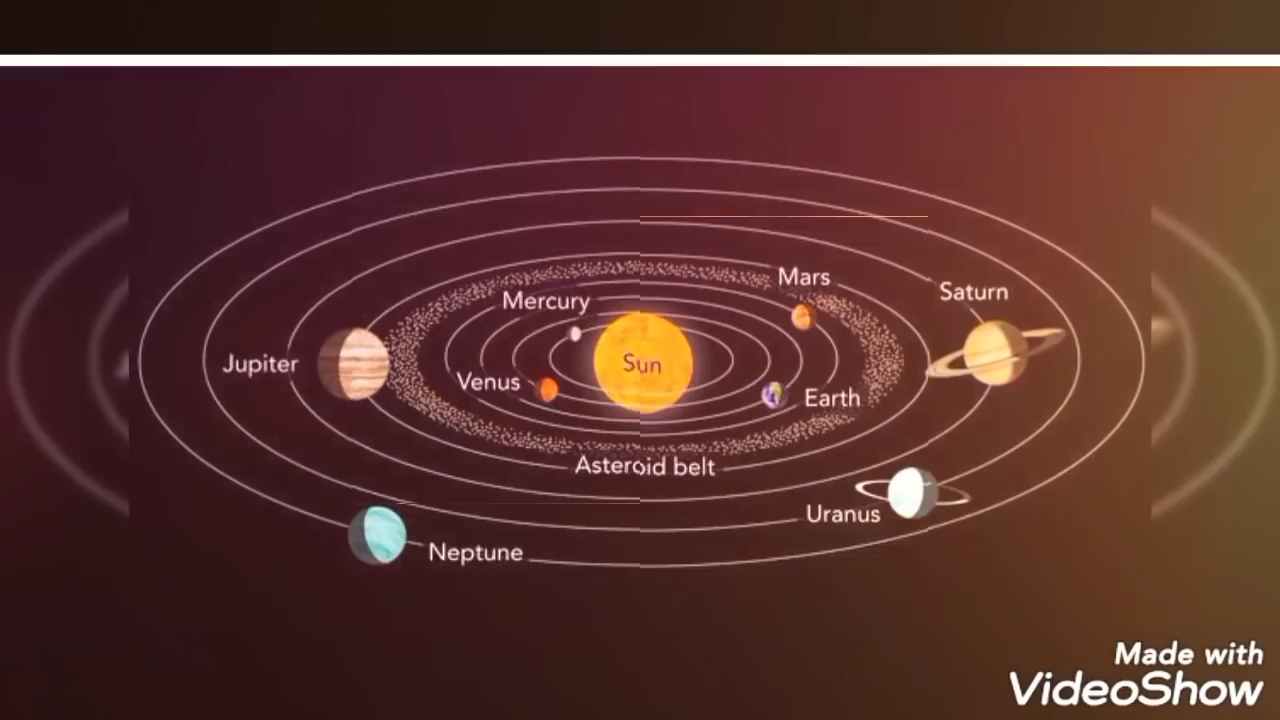 Mars
Saturn
Mercury
Jupiter
Sun
Venus
Earth
Asteroid belt
Uranus
Neptune
Made with
VideoShow